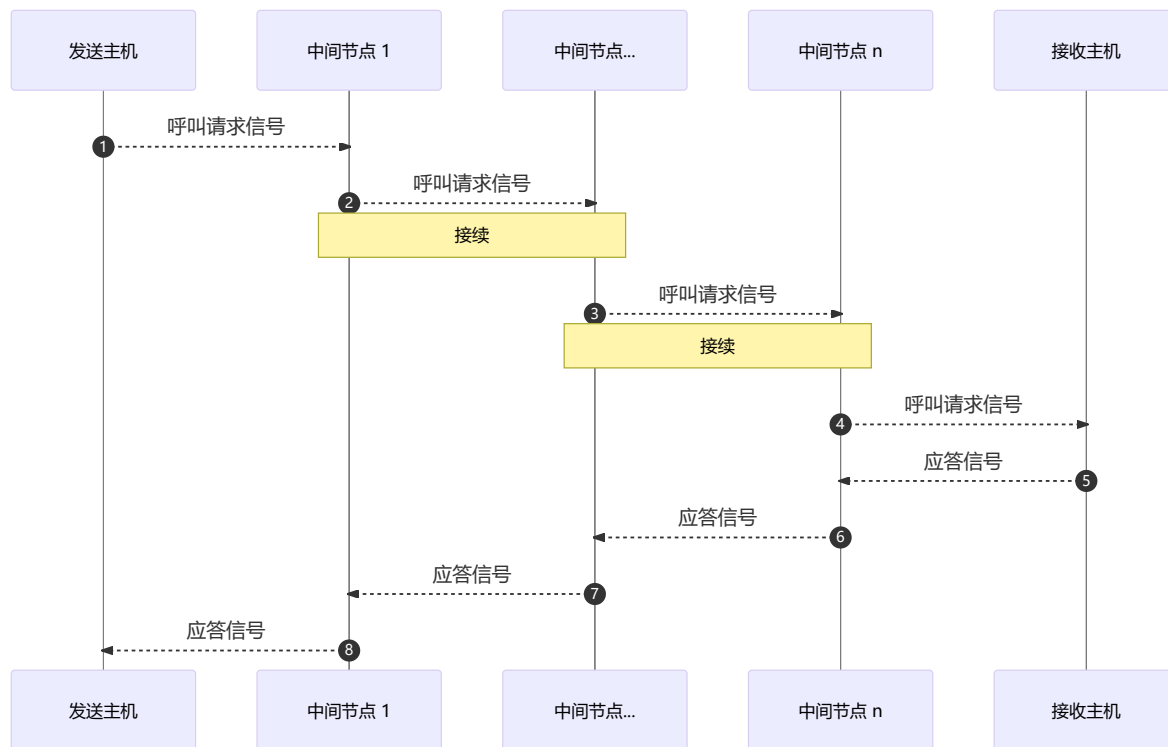 发送主机
中间节点 1
中间节点...
中间节点 n
接收主机
呼叫请求信号
1
呼叫请求信号
2
接续
呼叫请求信号
3
接续
呼叫请求信号
4
应答信号
5
应答信号
6
应答信号
7
应答信号
8
发送主机
中间节点 1
中间节点...
中间节点 n
接收主机